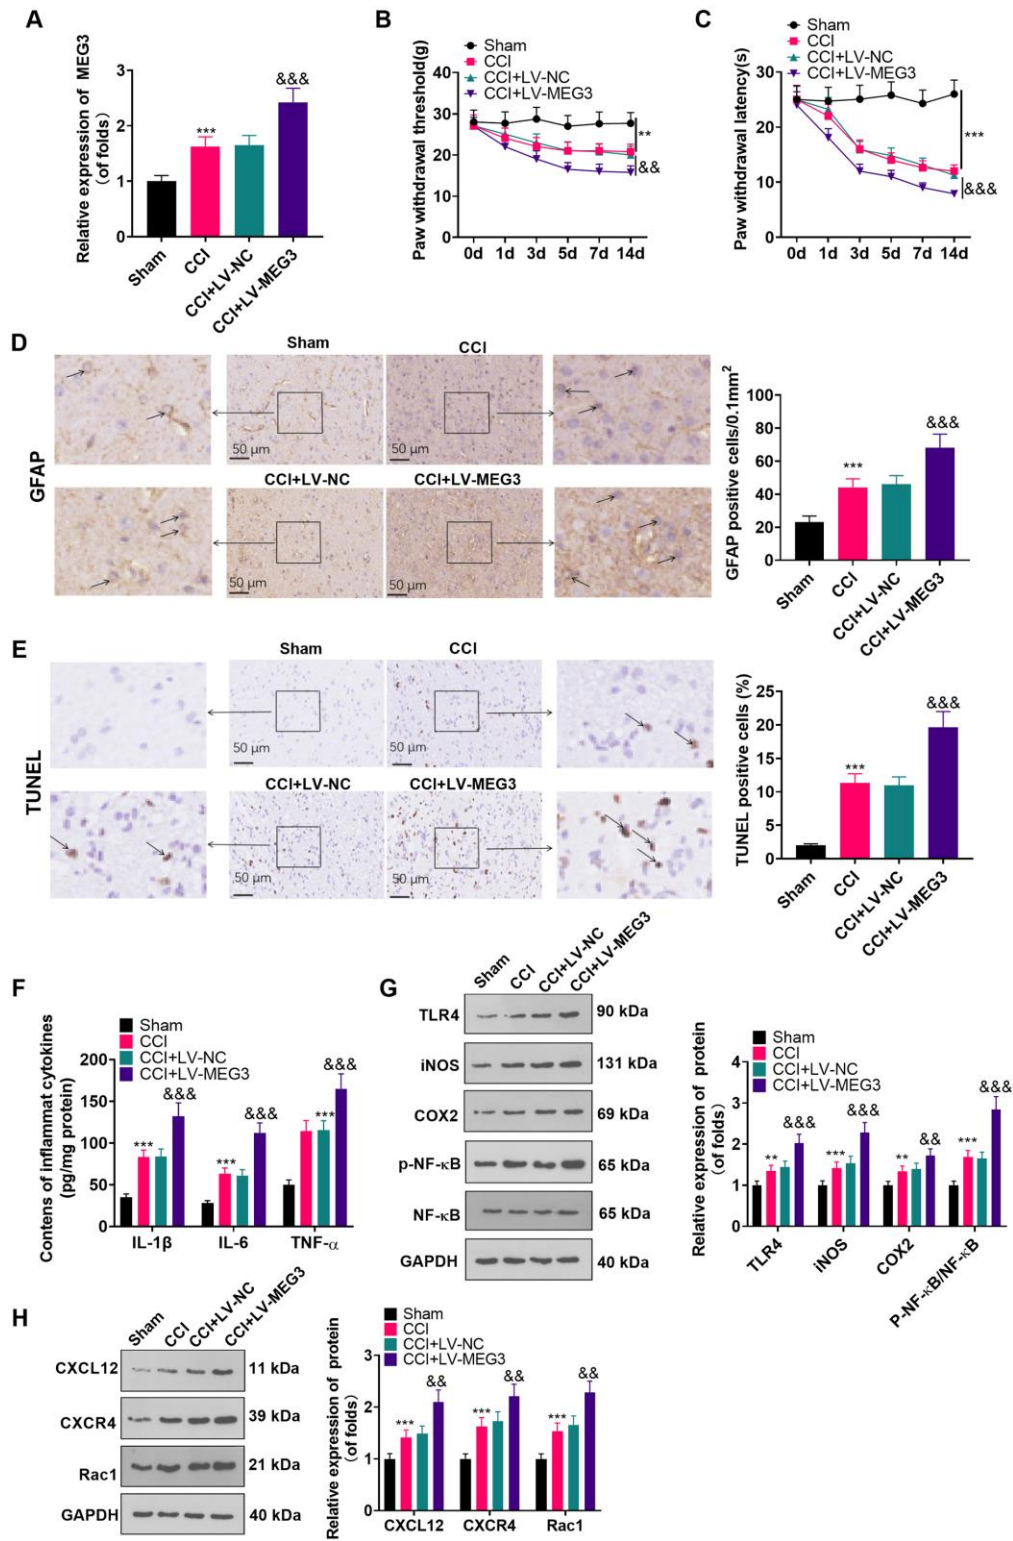 A
Relative expression of MEG3
(of folds)
3
2
1
0
***
&&&
Sham
CCI
CCI+LV-NC
CCI+LV-MEG3
B
Sham
CCI
CCI+LV-NC
CCI+LV-MEG3
Paw withdrawal threshold(g)
40
30
20
10
0
**
&&
0d 1d 3d 5d 7d 14d
C
Sham
CCI
CCI+LV-NC
CCI+LV-MEG3
Paw withdrawal latency(s)
30
20
10
0
***
&&&
0d 1d 3d 5d 7d 14d
D
GFAP
Sham
CCI
50 μm
50 μm
CCI+LV-NC
CCI+LV-MEG3
50 μm
50 μm
GFAP positive cells/0.1mm²
100
80
60
40
20
0
***
&&&
Sham
CCI
CCI+LV-NC
CCI+LV-MEG3
E
TUNEL
Sham
CCI
50 μm
50 μm
CCI+LV-NC
CCI+LV-MEG3
50 μm
50 μm
TUNEL positive cells (%)
25
20
15
10
5
0
***
&&&
Sham
CCI
CCI+LV-NC
CCI+LV-MEG3
F
Sham
CCI
CCI+LV-NC
CCI+LV-MEG3
Contens of inflammat cytokines
(pg/mg protein)
200
150
100
50
0
***
&&&
***
&&&
***
&&&
IL-1β IL-6 TNF-α
G
Sham
CCI
CCI+LV-NC
CCI+LV-MEG3
TLR4 90 kDa
iNOS 131 kDa
COX2 69 kDa
p-NF-κB 65 kDa
NF-κB 65 kDa
GAPDH 40 kDa
Sham
CCI
CCI+LV-NC
CCI+LV-MEG3
Relative expression of protein
(of folds)
4
3
2
1
0
**
&&&
***
&&&
**
&&
***
&&&
TLR4
iNOS
COX2
P-NF-κB/NF-κB
H
Sham
CCI
CCI+LV-NC
CCI+LV-MEG3
CXCL12 11 kDa
CXCR4 39 kDa
Rac1 21 kDa
GAPDH 40 kDa
Sham
CCI
CCI+LV-NC
CCI+LV-MEG3
Relative expression of protein
(of folds)
3
2
1
0
***
&&
***
&&
***
&&
CXCL12 CXCR4 Rac1